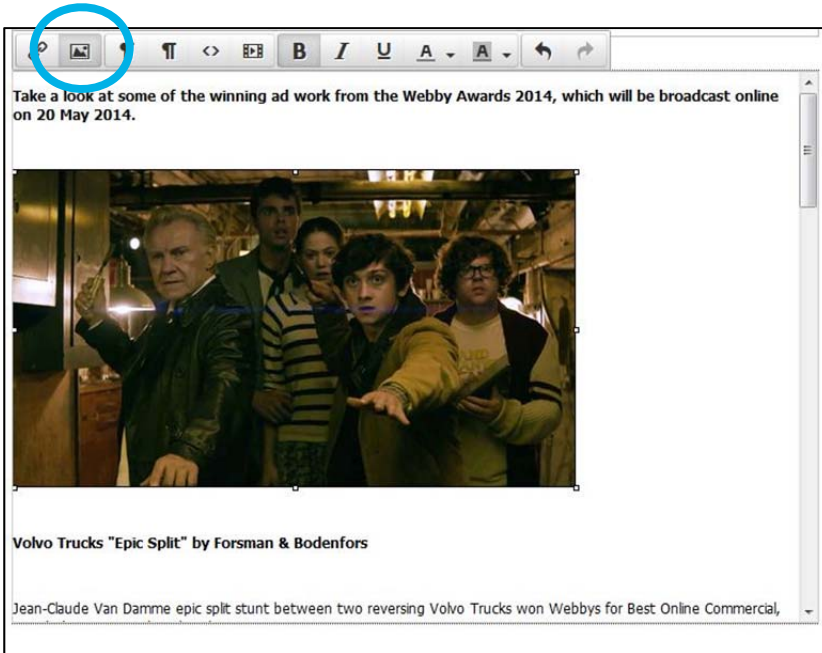 B I U A A
Take a look at some of the winning ad work from the Webby Awards 2014, which will be broadcast online
on 20 May 2014.
Volvo Trucks "Epic Split" by Forsman & Bodenfors
Jean-Claude Van Damme epic split stunt between two reversing Volvo Trucks won Webbys for Best Online Commercial,